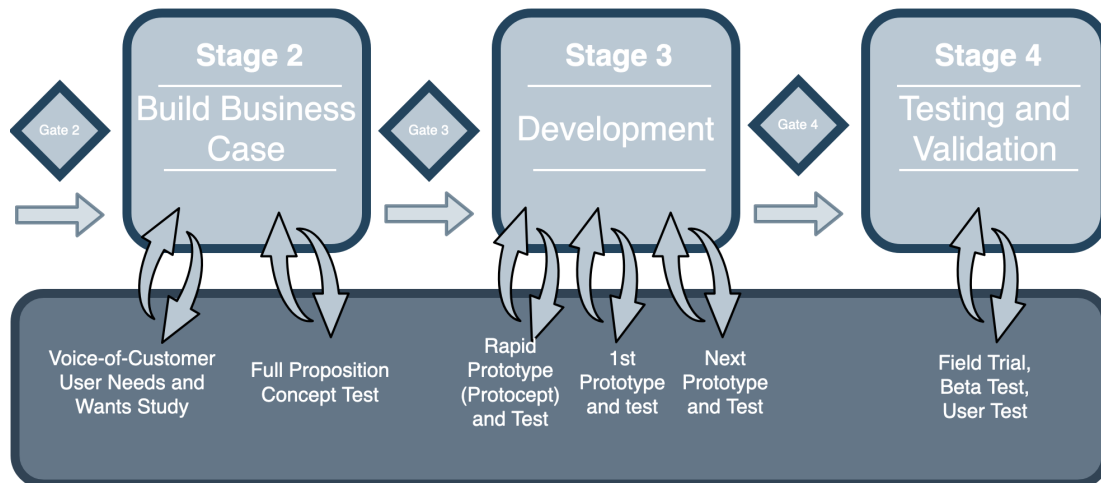 Stage 2
Build Business
Case
Stage 3
Development
Stage 4
Testing and
Validation
Gate 2
Gate 3
Gate 4
Voice-of-Customer
User Needs and
Wants Study
Full Proposition
Concept Test
Rapid
Prototype
(Protocept)
and Test
1st
Prototype
and test
Next
Prototype
and Test
Field Trial,
Beta Test,
User Test